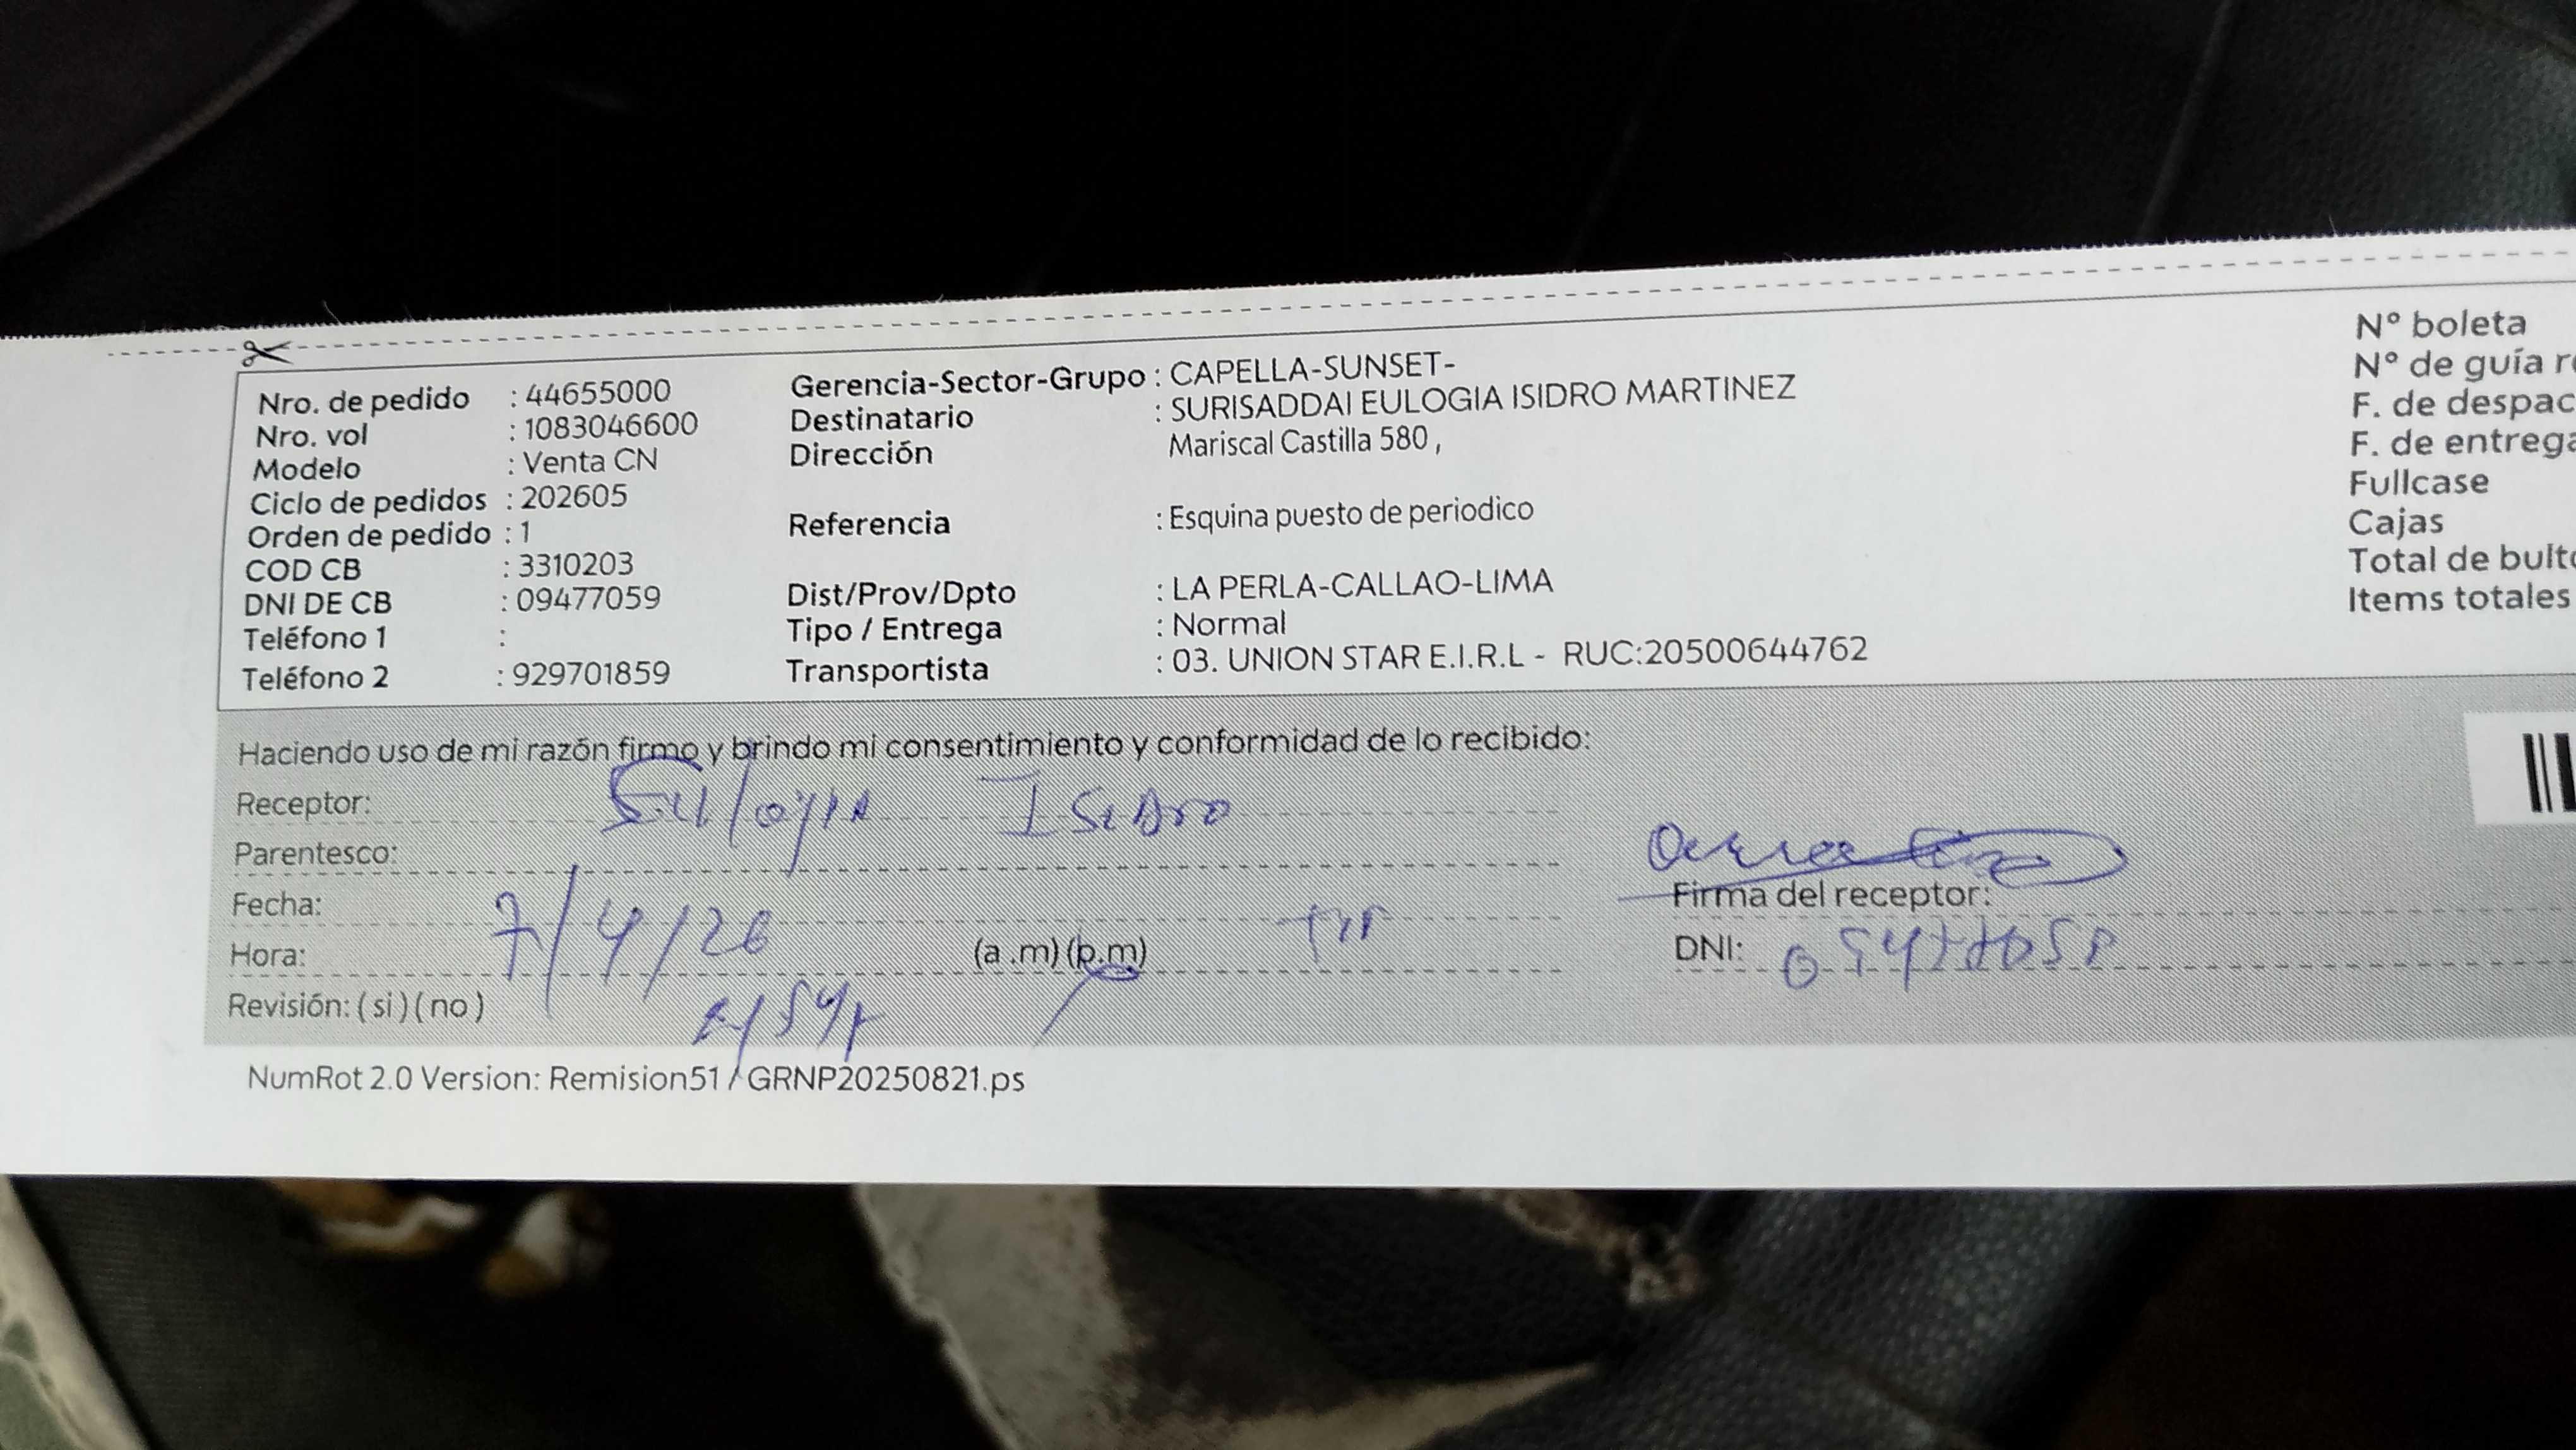 Nro. de pedido : 44655000
Nro. vol : 1083046600
Modelo : Venta CN
Ciclo de pedidos : 202605
Orden de pedido : 1
COD CB : 3310203
DNI DE CB : 09477059
Teléfono 1 :
Teléfono 2 : 929701859
Gerencia-Sector-Grupo : CAPELLA-SUNSET-
Destinatario : SURISADDAI EULOGIA ISIDRO MARTINEZ
Dirección Mariscal Castilla 580 ,
Referencia : Esquina puesto de periodico
Dist/Prov/Dpto : LA PERLA-CALLAO-LIMA
Tipo / Entrega : Normal
Transportista : 03. UNION STAR E.I.R.L - RUC:20500644762
N° boleta
N° de guía
F. de
F. de
Fullcase
Cajas
Total de
Items totales
Haciendo uso de mi razón firmo y brindo mi consentimiento y conformidad de lo recibido:
Receptor: Eulogia Isidro
Parentesco:
Fecha: 7/4/26
Hora: (a.m) (p.m)
Revisión: ( si ) ( no )
Firma del receptor:
DNI:
NumRot 2.0 Version: Remision51 / GRNP20250821.ps